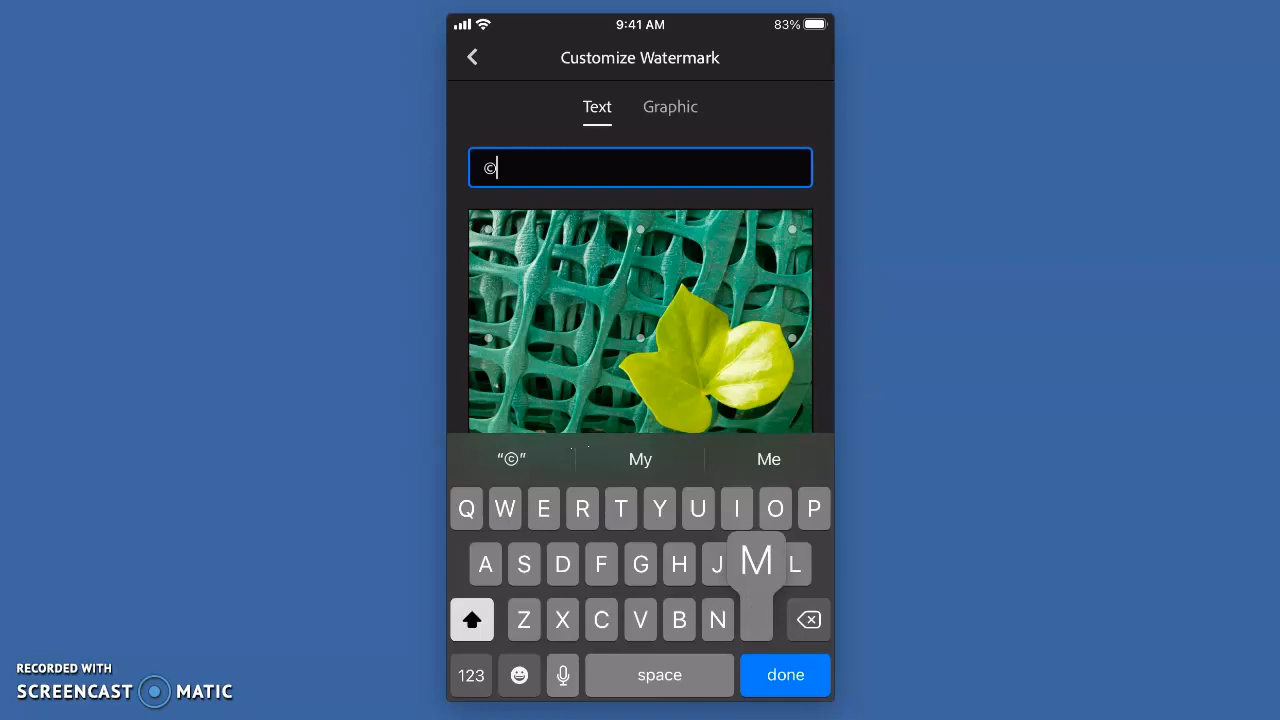 9:41 AM 83%
Customize Watermark
Text Graphic
©
“©” My Me
Q W E R T Y U I O P
A S D F G H J L
M
Z X C V B N
123 space done
RECORDED WITH
SCREENCAST MATIC